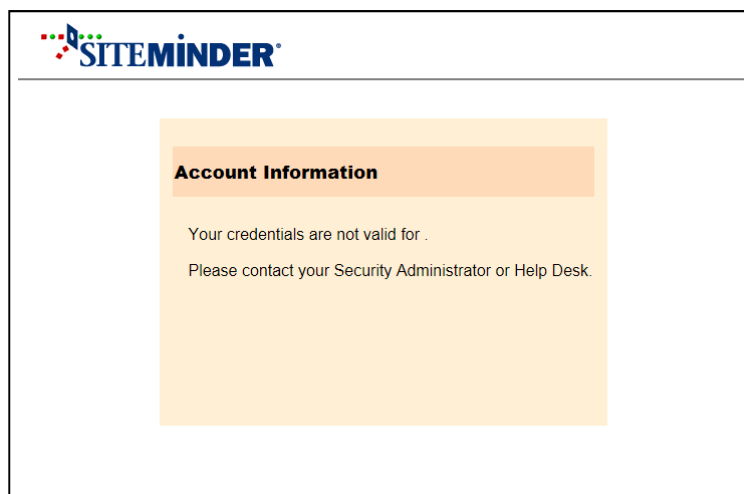 SITEMINDER
Account Information
Your credentials are not valid for .
Please contact your Security Administrator or Help Desk.